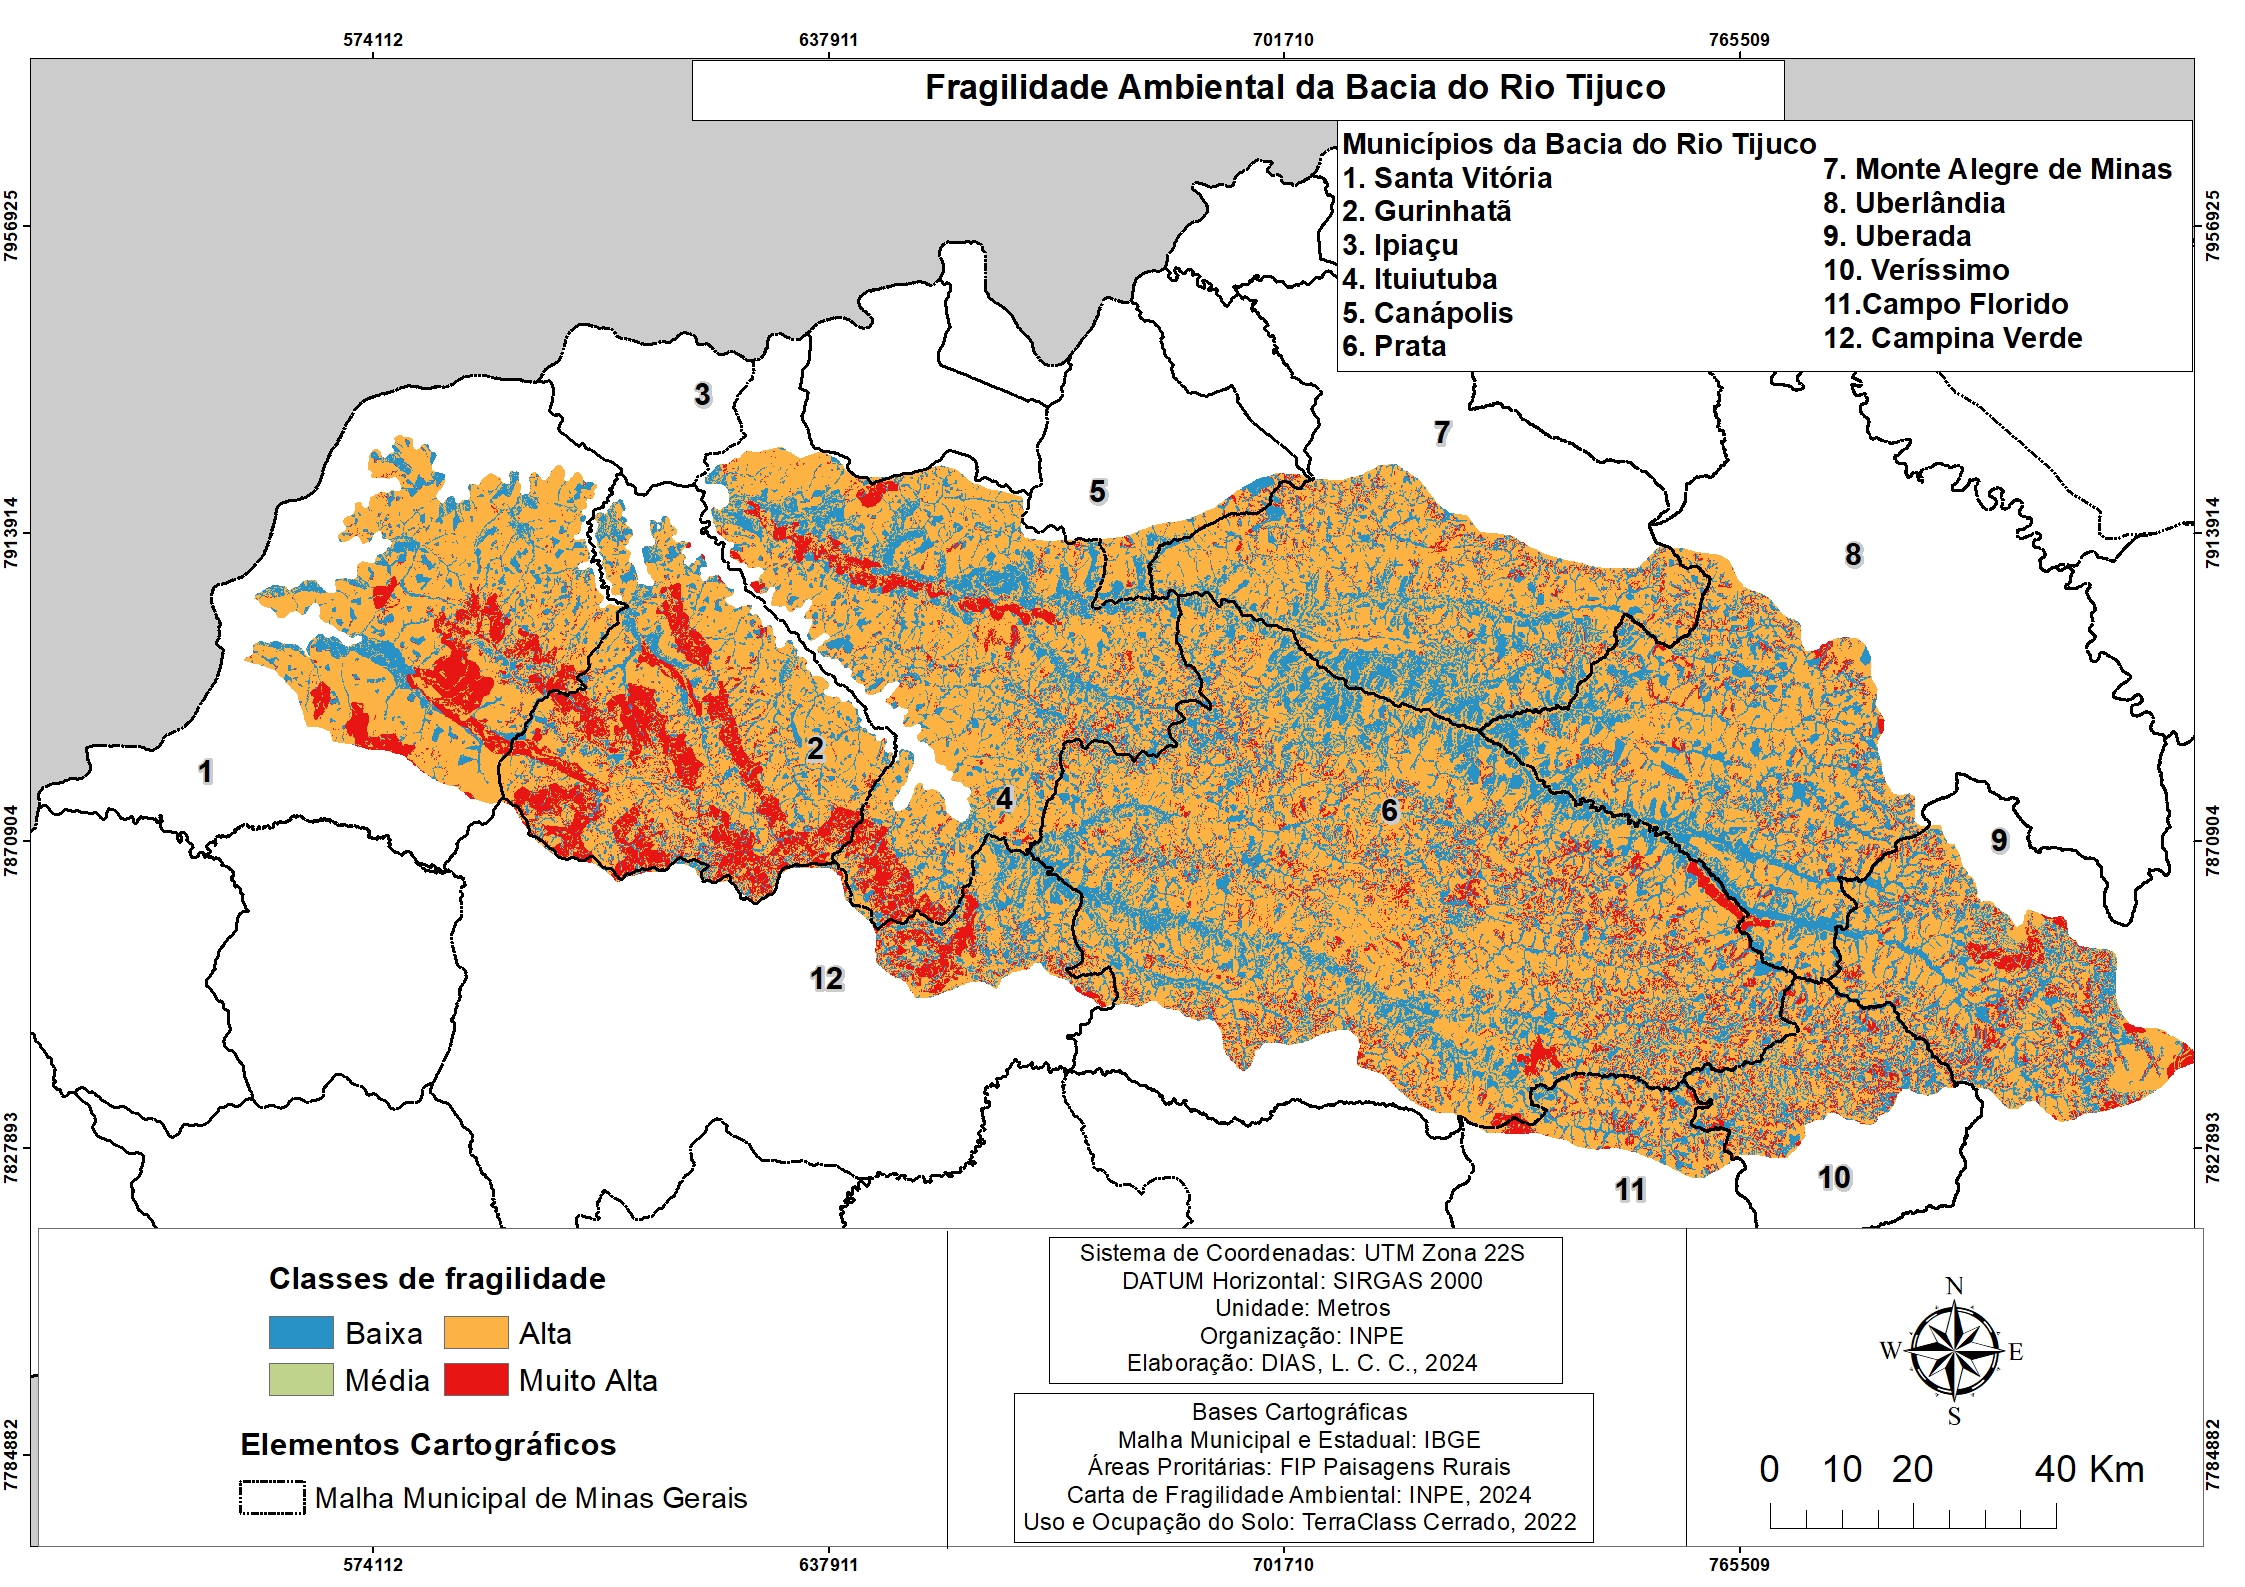 574112 637911 701710 765509
Fragilidade Ambiental da Bacia do Rio Tijuco
Municípios da Bacia do Rio Tijuco
1. Santa Vitória
2. Gurinhatã
3. Ipiaçu
4. Ituiutuba
5. Canápolis
6. Prata
7. Monte Alegre de Minas
8. Uberlândia
9. Uberada
10. Veríssimo
11.Campo Florido
12. Campina Verde
7956925
7913914
7870904
7827893
7784882
7956925
7913914
7870904
7827893
7784882
3
7
5
8
2
1
4
6
9
12
11
10
Classes de fragilidade
Baixa
Alta
Média
Muito Alta
Elementos Cartográficos
Malha Municipal de Minas Gerais
Sistema de Coordenadas: UTM Zona 22S
DATUM Horizontal: SIRGAS 2000
Unidade: Metros
Organização: INPE
Elaboração: DIAS, L. C. C., 2024
Bases Cartográficas
Malha Municipal e Estadual: IBGE
Áreas Proritárias: FIP Paisagens Rurais
Carta de Fragilidade Ambiental: INPE, 2024
Uso e Ocupação do Solo: TerraClass Cerrado, 2022
N
W E
S
0 10 20 40 Km
574112 637911 701710 765509